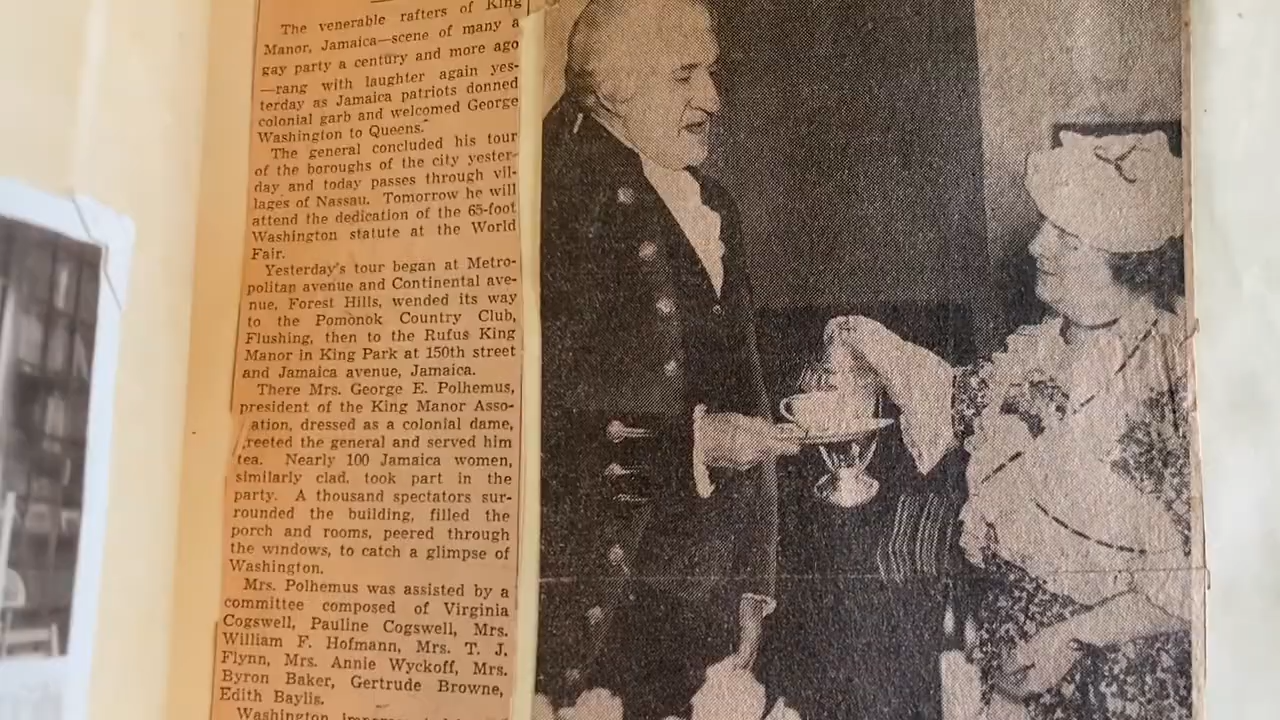 The venerable rafters of King
Manor, Jamaica—scene of many a
gay party a century and more ago
—rang with laughter again yes-
terday as Jamaica patriots donned
colonial garb and welcomed George
Washington to Queens.
The general concluded his tour
of the boroughs of the city yester-
day and today passes through vil-
lages of Nassau. Tomorrow he will
attend the dedication of the 65-foot
Washington statute at the World
Fair.
Yesterday's tour began at Metro-
politan avenue and Continental ave-
nue, Forest Hills, wended its way
to the Pomonok Country Club,
Flushing, then to the Rufus King
Manor in King Park at 150th street
and Jamaica avenue, Jamaica.
There Mrs. George E. Polhemus,
president of the King Manor Asso-
ation, dressed as a colonial dame,
reeted the general and served him
tea. Nearly 100 Jamaica women,
similarly clad, took part in the
party. A thousand spectators sur-
rounded the building, filled the
porch and rooms, peered through
the windows, to catch a glimpse of
Washington.
Mrs. Polhemus was assisted by a
committee composed of Virginia
Cogswell, Pauline Cogswell, Mrs.
William F. Hofmann, Mrs. T. J.
Flynn, Mrs. Annie Wyckoff, Mrs.
Byron Baker, Gertrude Browne,
Edith Baylis.
Washington